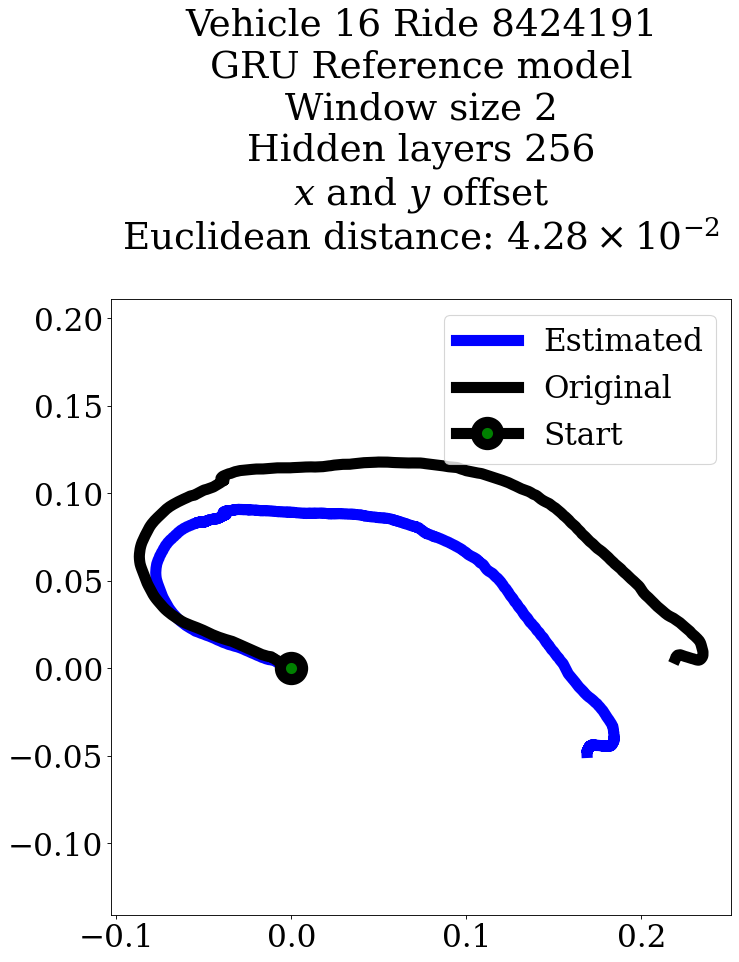 Vehicle 16 Ride 8424191
GRU Reference model
Window size 2
Hidden layers 256
x and y offset
Euclidean distance: 4.28 × 10⁻²
Estimated
Original
Start
0.20
0.15
0.10
0.05
0.00
−0.05
−0.10
−0.1 0.0 0.1 0.2